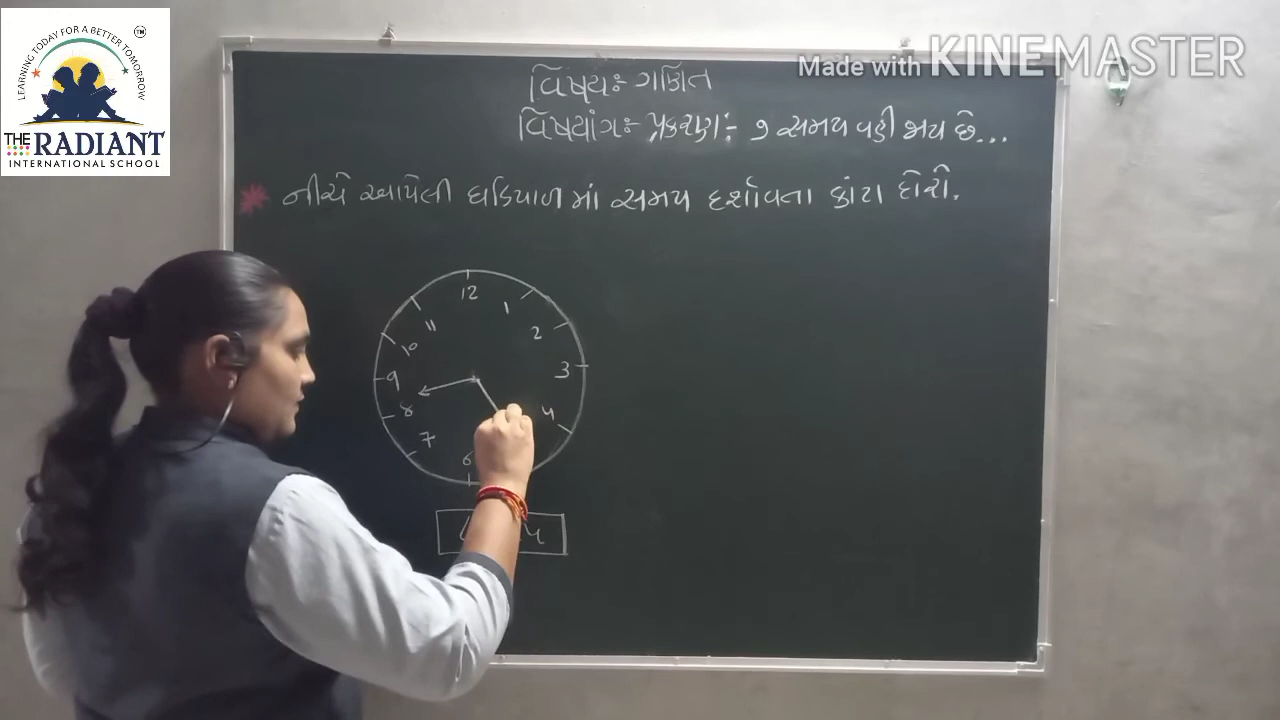 LEARNING TODAY FOR A BETTER TOMORROW
TM
THE RADIANT
INTERNATIONAL SCHOOL
Made with KINEMASTER
વિષય:- ગણિત
વિષયાંગ:- પ્રકરણ:- ૭ સમય વહી જાય છે...
* નીચે આપેલી ઘડિયાળ માં સમય દર્શાવતા કાંટા દોરો.
12
11 1
10 2
9 3
8 4
7
6